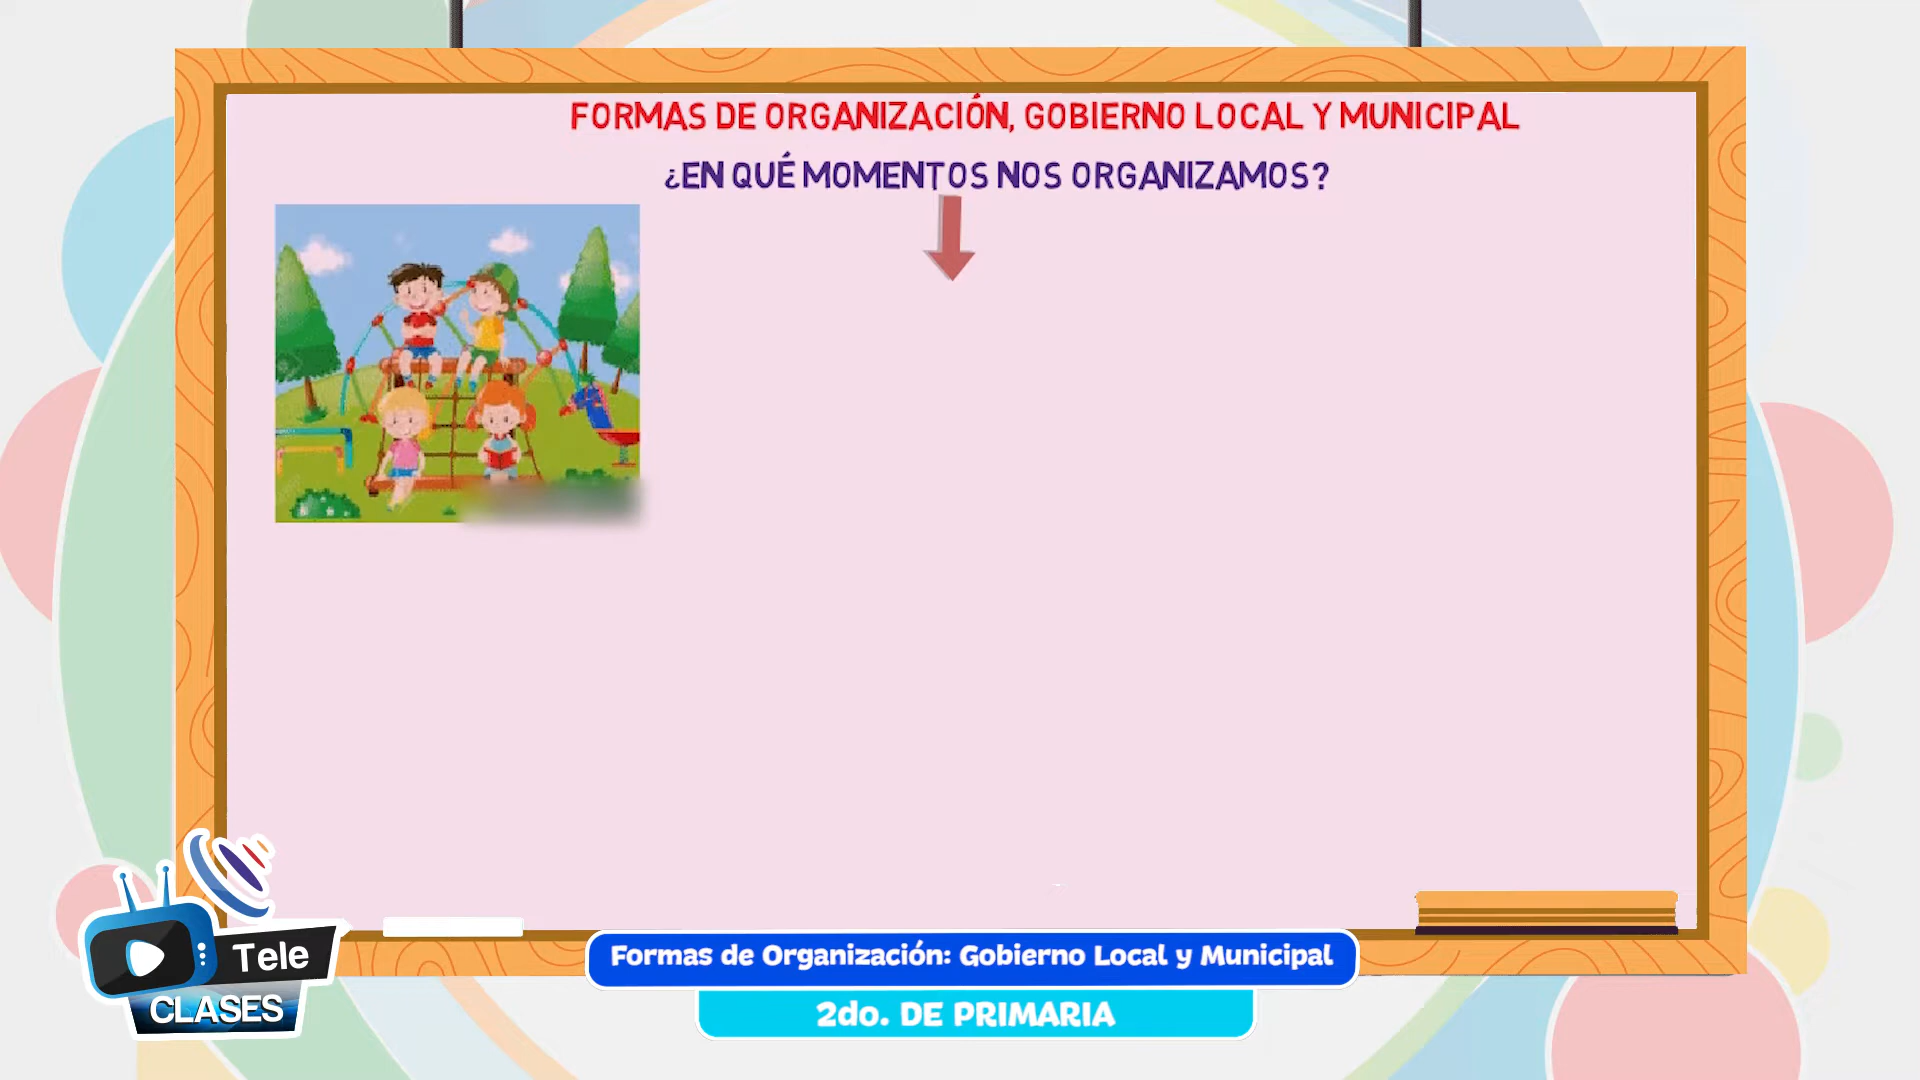 FORMAS DE ORGANIZACIÓN, GOBIERNO LOCAL Y MUNICIPAL
¿EN QUÉ MOMENTOS NOS ORGANIZAMOS?
Tele
CLASES
Formas de Organización: Gobierno Local y Municipal
2do. DE PRIMARIA